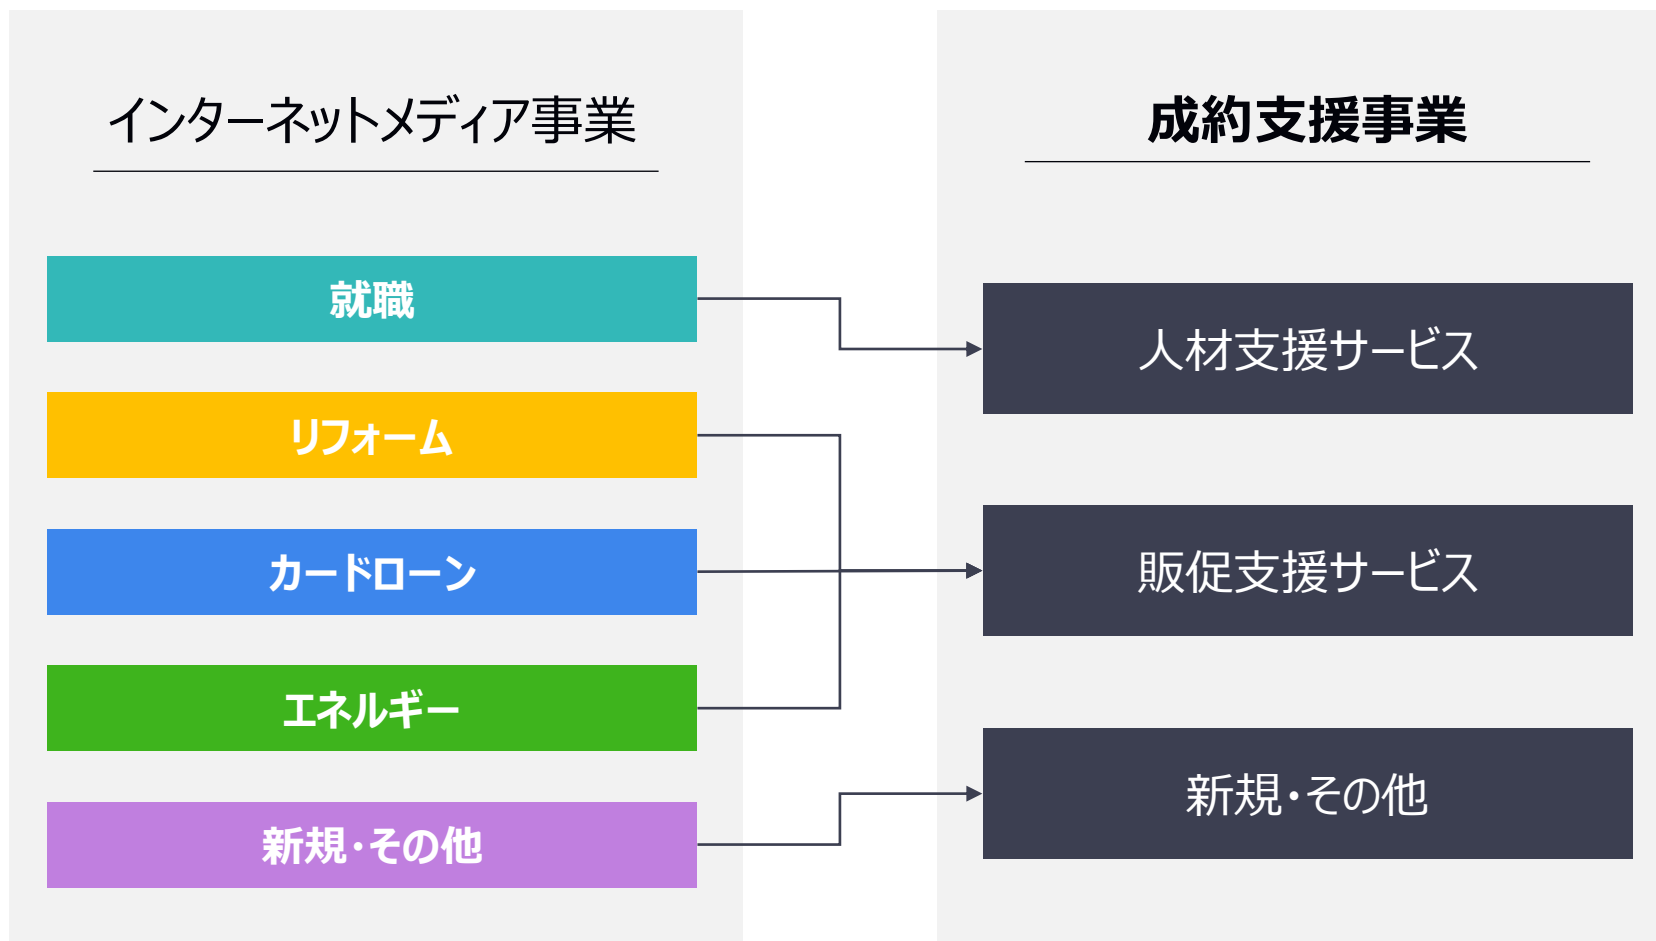 インターネットメディア事業
就職
リフォーム
カードローン
エネルギー
新規・その他
成約支援事業
人材支援サービス
販促支援サービス
新規・その他